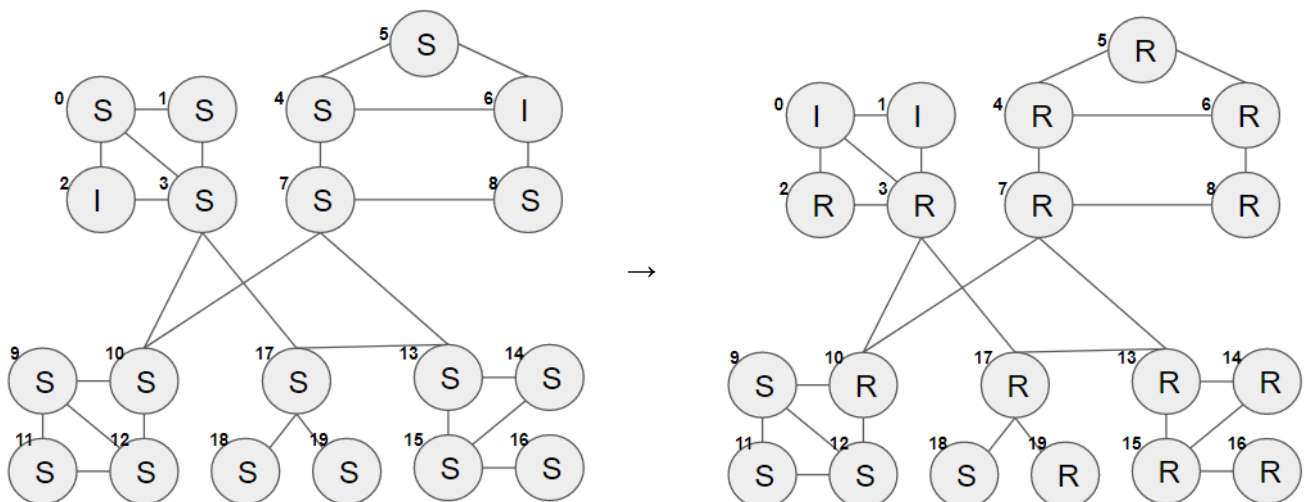 5 S 5 R
0 S 1 S 4 S 6 I 0 I 1 I 4 R 6 R
2 I 3 S 7 S 8 S 2 R 3 R 7 R 8 R
→
9 S 10 S 17 S 13 S 14 S 9 S 10 R 17 R 13 R 14 R
11 S 12 S 18 S 19 S 15 S 16 S 11 S 12 S 18 S 19 R 15 R 16 R